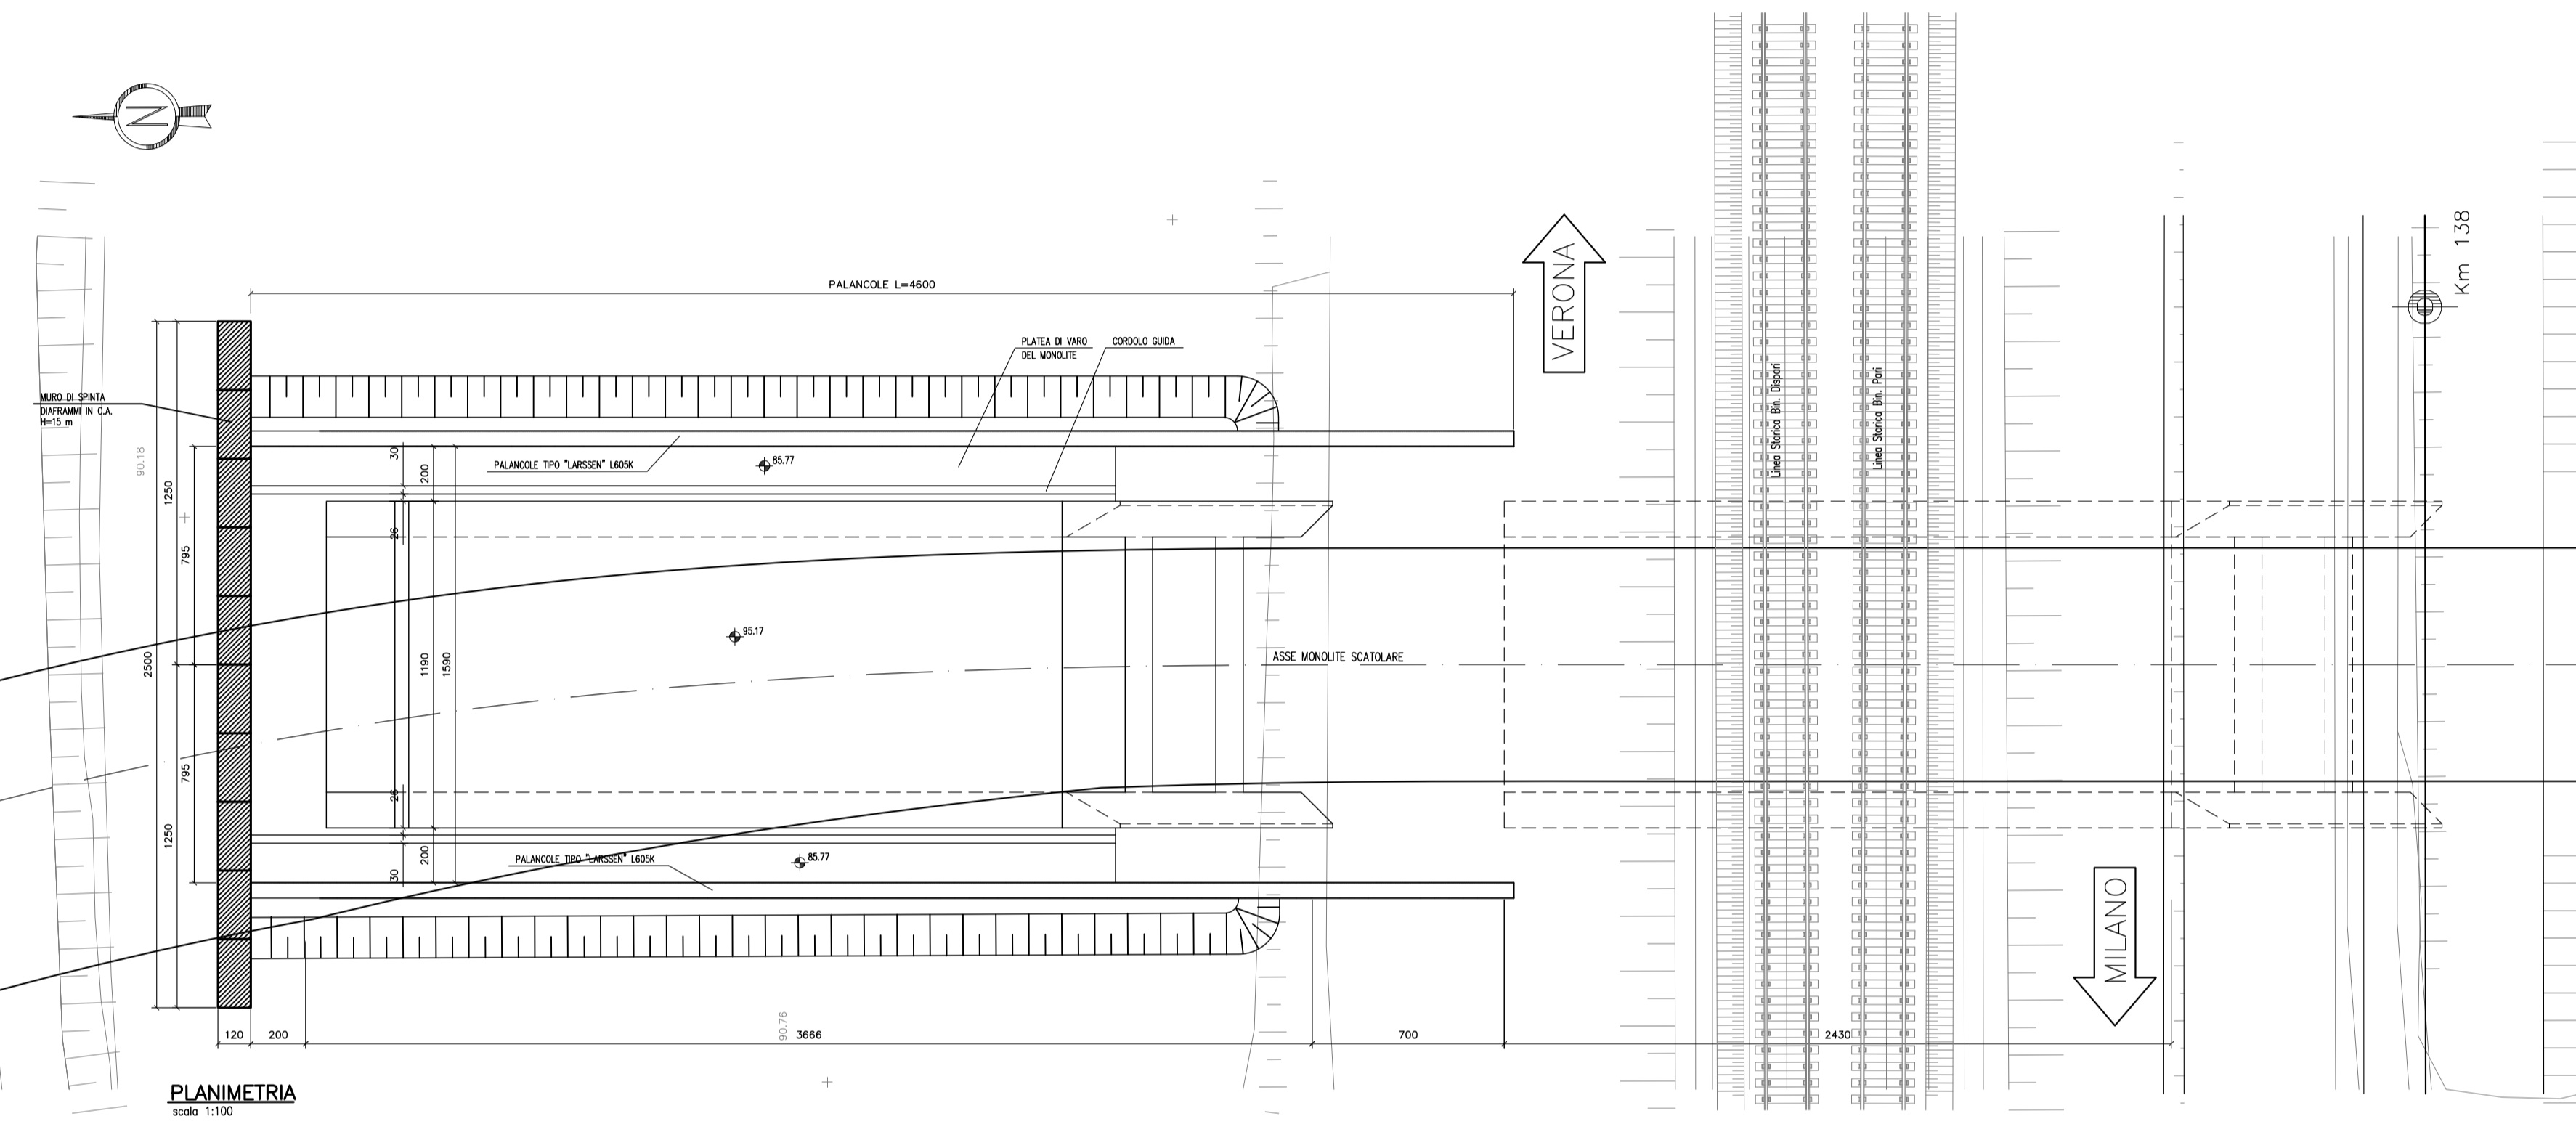 N
Km 138
VERONA
PALANCOLE L=4600
PLATEA DI VARO
DEL MONOLITE
CORDOLO GUIDA
MURO DI SPINTA
DIAFRAMMI IN C.A.
H=15 m
90.18
PALANCOLE TIPO "LARSSEN" L605K
85.77
30
200
1250
795
26
Linea Storica Bin. Dispari
Linea Storica Bin. Pari
95.17
ASSE MONOLITE SCATOLARE
2500
1190
1590
795
26
1250
200
30
PALANCOLE TIPO "LARSSEN" L605K
85.77
MILANO
120
200
90.76
3666
700
2430
PLANIMETRIA
scala 1:100